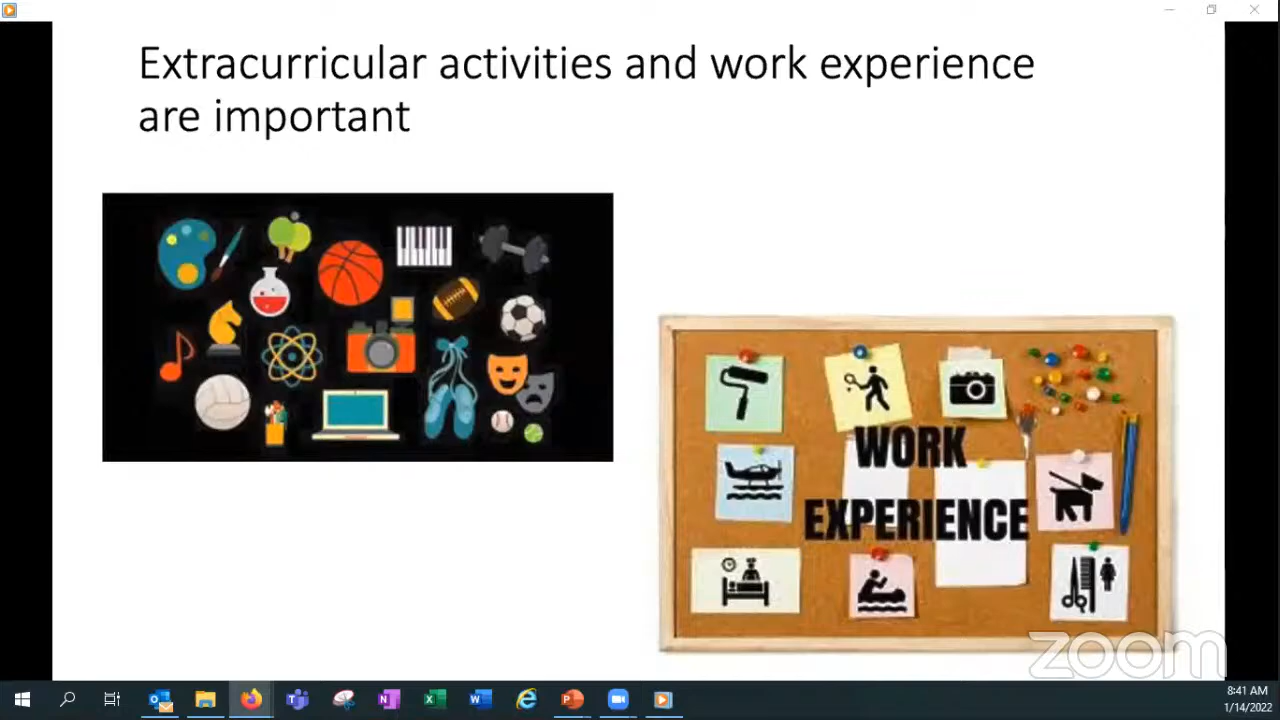 Extracurricular activities and work experience
are important
WORK
EXPERIENCE
zoom
8:41 AM
1/14/2022